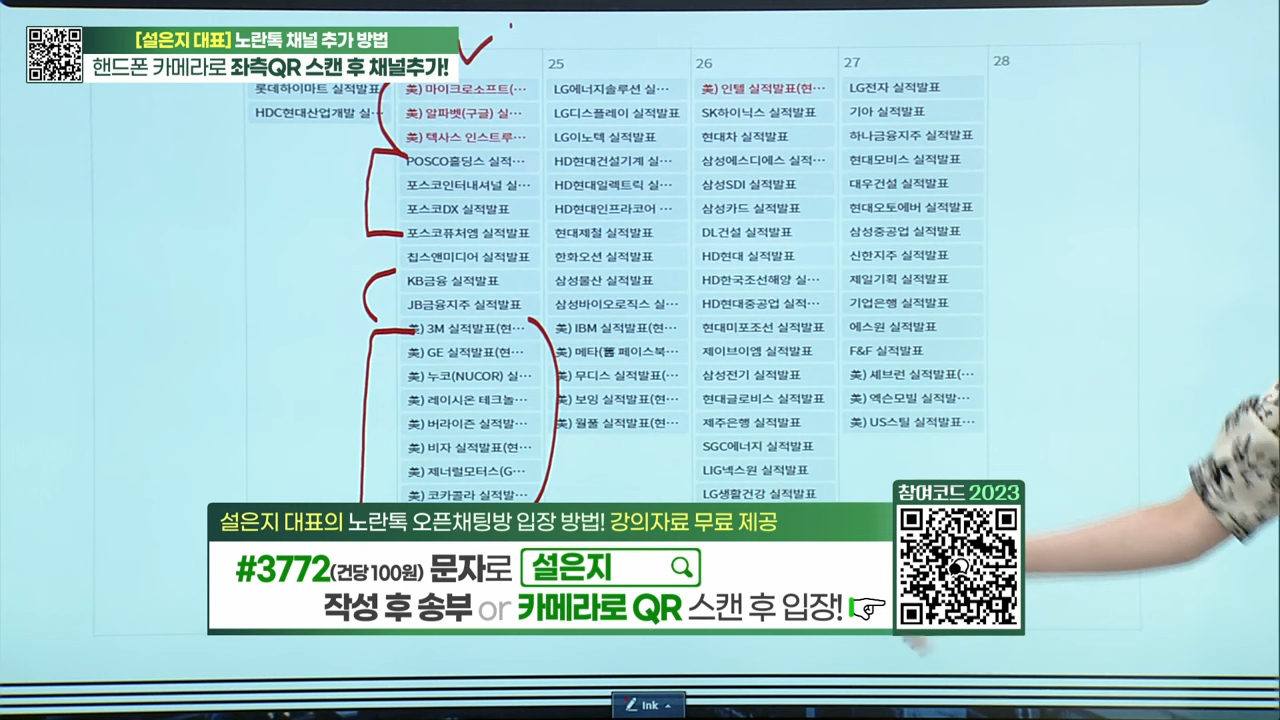 [설은지 대표] 노란톡 채널 추가 방법
핸드폰 카메라로 좌측QR 스캔 후 채널추가!
25
26
27
28
롯데하이마트 실적발표
HDC현대산업개발 실···
美) 마이크로소프트(···
美) 알파벳(구글) 실···
美) 텍사스 인스트루···
POSCO홀딩스 실적···
포스코인터내셔널 실···
포스코DX 실적발표
포스코퓨처엠 실적발표
칩스앤미디어 실적발표
KB금융 실적발표
JB금융지주 실적발표
美) 3M 실적발표(현···
美) GE 실적발표(현···
美) 누코(NUCOR) 실···
美) 레이시온 테크놀···
美) 버라이즌 실적발···
美) 비자 실적발표(현···
美) 제너럴모터스(G···
美) 코카콜라 실적발···
LG에너지솔루션 실···
LG디스플레이 실적발표
LG이노텍 실적발표
HD현대건설기계 실···
HD현대일렉트릭 실···
HD현대인프라코어 ···
현대제철 실적발표
한화오션 실적발표
삼성물산 실적발표
삼성바이오로직스 실···
美) IBM 실적발표(현···
美) 메타(舊 페이스북···
美) 무디스 실적발표(···
美) 보잉 실적발표(현···
美) 월풀 실적발표(현···
美) 인텔 실적발표(현···
SK하이닉스 실적발표
현대차 실적발표
삼성에스디에스 실적···
삼성SDI 실적발표
삼성카드 실적발표
DL건설 실적발표
HD현대 실적발표
HD한국조선해양 실···
HD현대중공업 실적···
현대미포조선 실적발표
제이브이엠 실적발표
삼성전기 실적발표
현대글로비스 실적발표
제주은행 실적발표
SGC에너지 실적발표
LIG넥스원 실적발표
LG생활건강 실적발표
LG전자 실적발표
기아 실적발표
하나금융지주 실적발표
현대모비스 실적발표
대우건설 실적발표
현대오토에버 실적발표
삼성중공업 실적발표
신한지주 실적발표
제일기획 실적발표
기업은행 실적발표
에스원 실적발표
F&F 실적발표
美) 셰브런 실적발표(···
美) 엑슨모빌 실적발···
美) US스틸 실적발표···
참여코드 2023
설은지 대표의 노란톡 오픈채팅방 입장 방법! 강의자료 무료 제공
#3772(건당 100원) 문자로 설은지
작성 후 송부 or 카메라로 QR 스캔 후 입장!
Ink